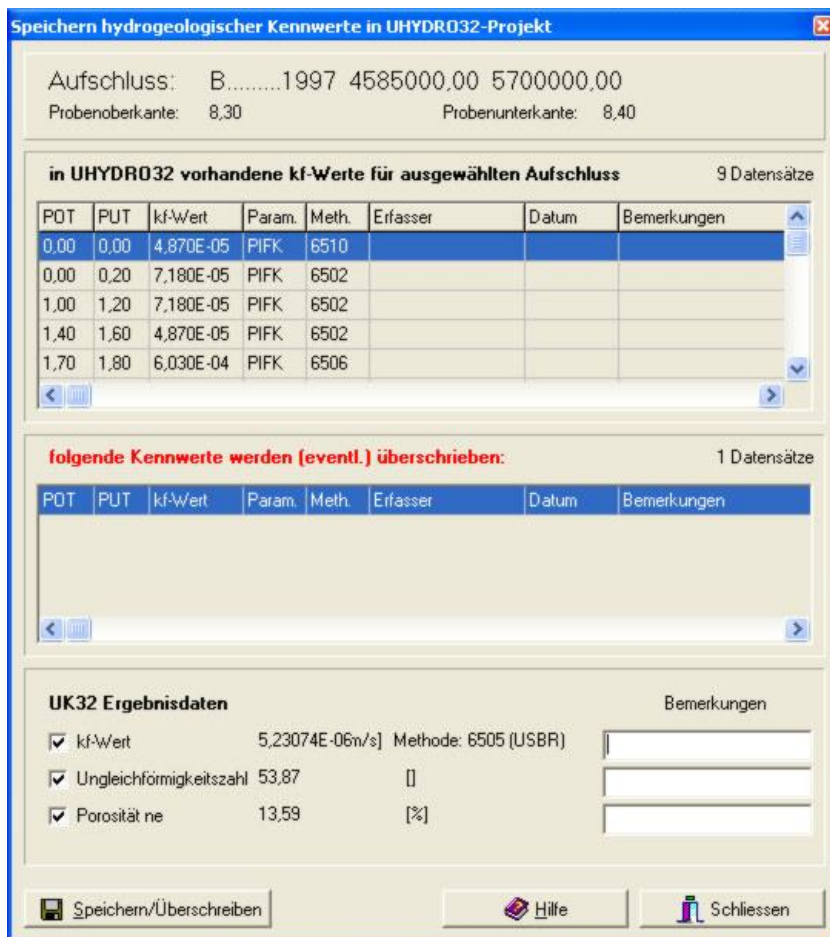 Speichern hydrogeologischer Kennwerte in UHYDRO32-Projekt
Aufschluss: B.........1997 4585000,00 5700000,00
Probenoberkante: 8,30 Probenunterkante: 8,40
in UHYDRO32 vorhandene kf-Werte für ausgewählten Aufschluss 9 Datensätze
POT PUT kf-Wert Param. Meth. Erfasser Datum Bemerkungen
0,00 0,00 4,870E-05 PIFK 6510
0,00 0,20 7,180E-05 PIFK 6502
1,00 1,20 7,180E-05 PIFK 6502
1,40 1,60 4,870E-05 PIFK 6502
1,70 1,80 6,030E-04 PIFK 6506
folgende Kennwerte werden (eventl.) überschrieben: 1 Datensätze
POT PUT kf-Wert Param. Meth. Erfasser Datum Bemerkungen
UK32 Ergebnisdaten Bemerkungen
kf-Wert 5,23074E-06m/s] Methode: 6505 (USBR)
Ungleichförmigkeitszahl 53,87 []
Porosität ne 13,59 [%]
Speichern/Überschreiben Hilfe Schliessen